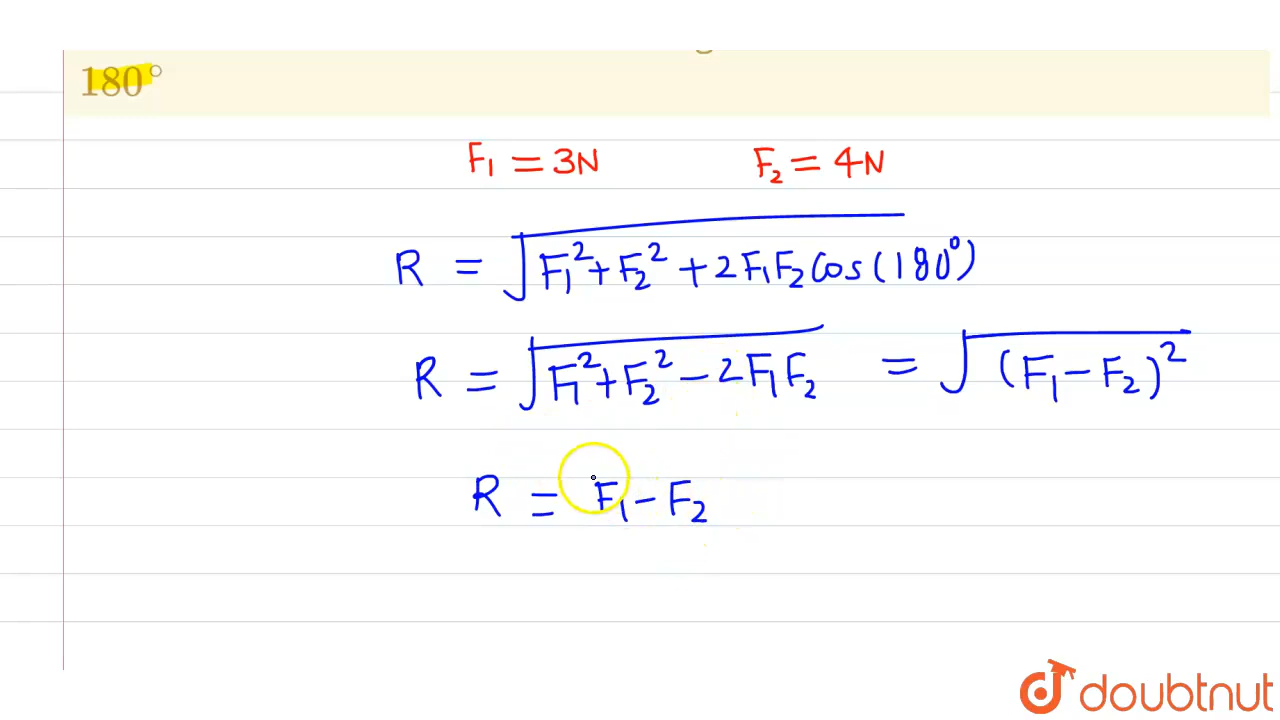 180°
F₁ = 3N F₂ = 4N
R = √F₁² + F₂² + 2F₁F₂ Cos(180°)
R = √F₁² + F₂² − 2F₁F₂ = √(F₁ − F₂)²
R = F₁ − F₂
doubtnut